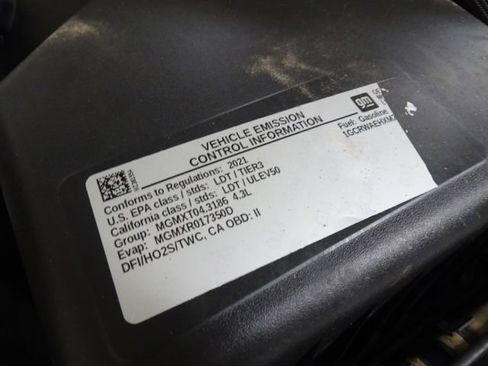 VEHICLE EMISSION
CONTROL INFORMATION
gm
Fuel: Gasoline
Conforms to Regulations: 2021
U.S. EPA class / stds: LDT / TIER3
California class / stds: LDT / ULEV50
Group: MGMXT04.3186 4.3L
Evap: MGMXR017350D
DFI/HO2S/TWC, CA OBD: II